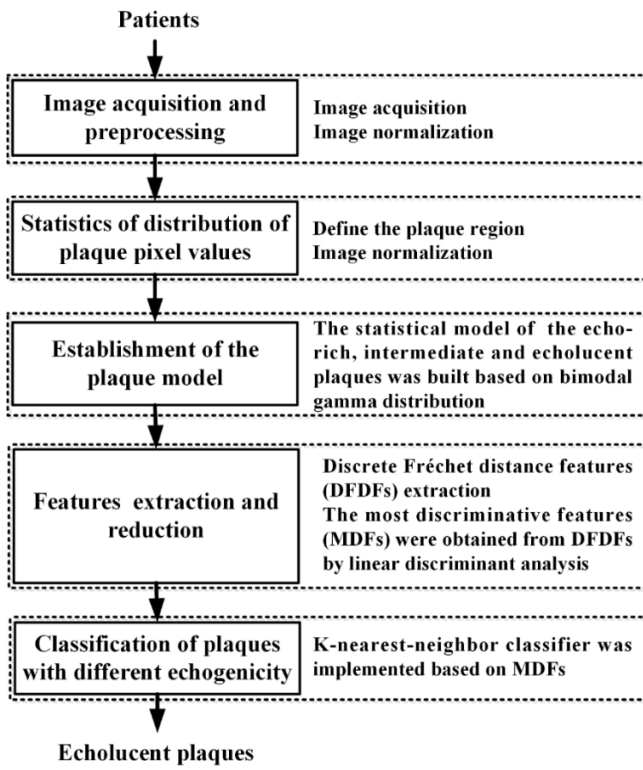 Patients
Image acquisition and
preprocessing
Image acquisition
Image normalization
Statistics of distribution of
plaque pixel values
Define the plaque region
Image normalization
Establishment of the
plaque model
The statistical model of the echo-
rich, intermediate and echolucent
plaques was built based on bimodal
gamma distribution
Features extraction and
reduction
Discrete Fréchet distance features
(DFDFs) extraction
The most discriminative features
(MDFs) were obtained from DFDFs
by linear discriminant analysis
Classification of plaques
with different echogenicity
K-nearest-neighbor classifier was
implemented based on MDFs
Echolucent plaques